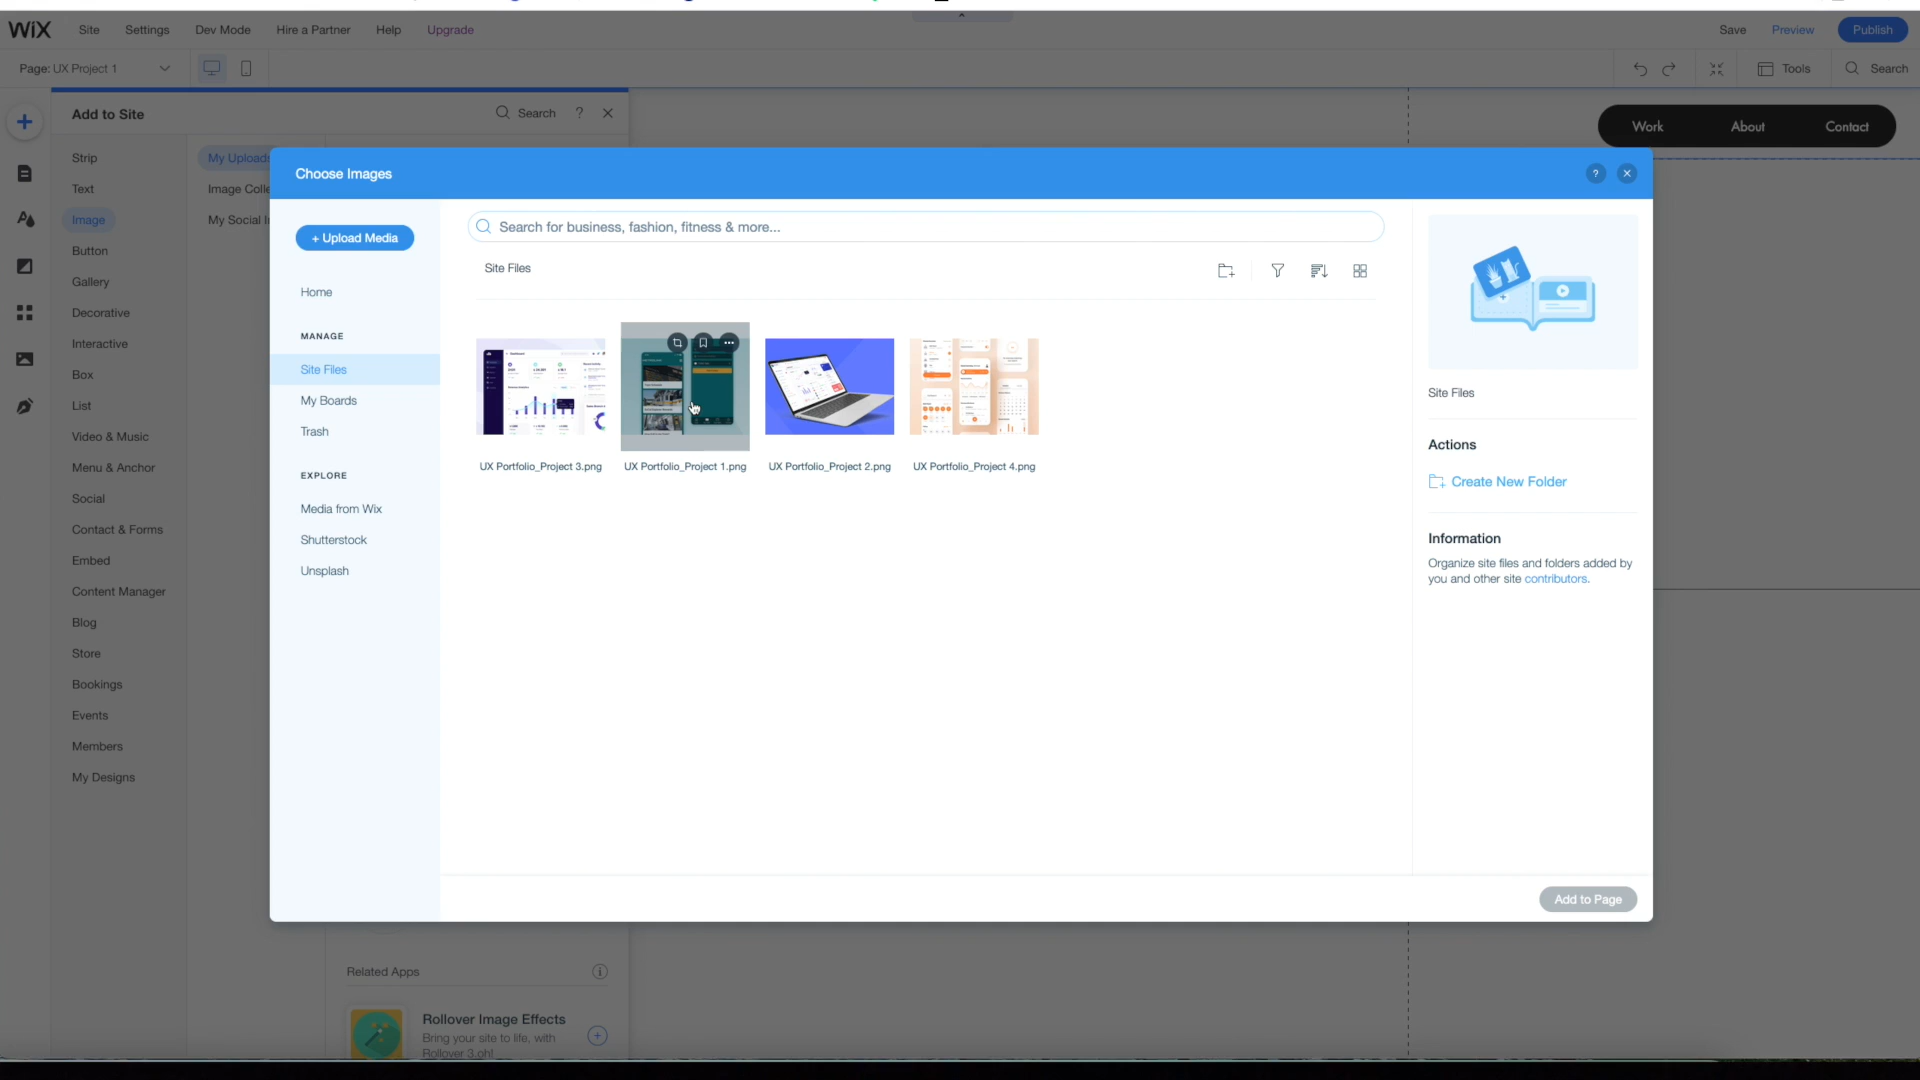 WiX Site Settings Dev Mode Hire a Partner Help Upgrade Save Preview Publish
Page: UX Project 1 Tools Search
Add to Site Search ?
Work About Contact
Strip
Text
Image
Button
Gallery
Decorative
Interactive
Box
List
Video & Music
Menu & Anchor
Social
Contact & Forms
Embed
Content Manager
Blog
Store
Bookings
Events
Members
My Designs
My Uploads
Image Colle
My Social I
Choose Images ?
+ Upload Media
Home
MANAGE
Site Files
My Boards
Trash
EXPLORE
Media from Wix
Shutterstock
Unsplash
Search for business, fashion, fitness & more...
Site Files
UX Portfolio_Project 3.png UX Portfolio_Project 1.png UX Portfolio_Project 2.png UX Portfolio_Project 4.png
Site Files
Actions
Create New Folder
Information
Organize site files and folders added by
you and other site contributors.
Add to Page
Related Apps
Rollover Image Effects
Bring your site to life, with
Rollover 3.oh!